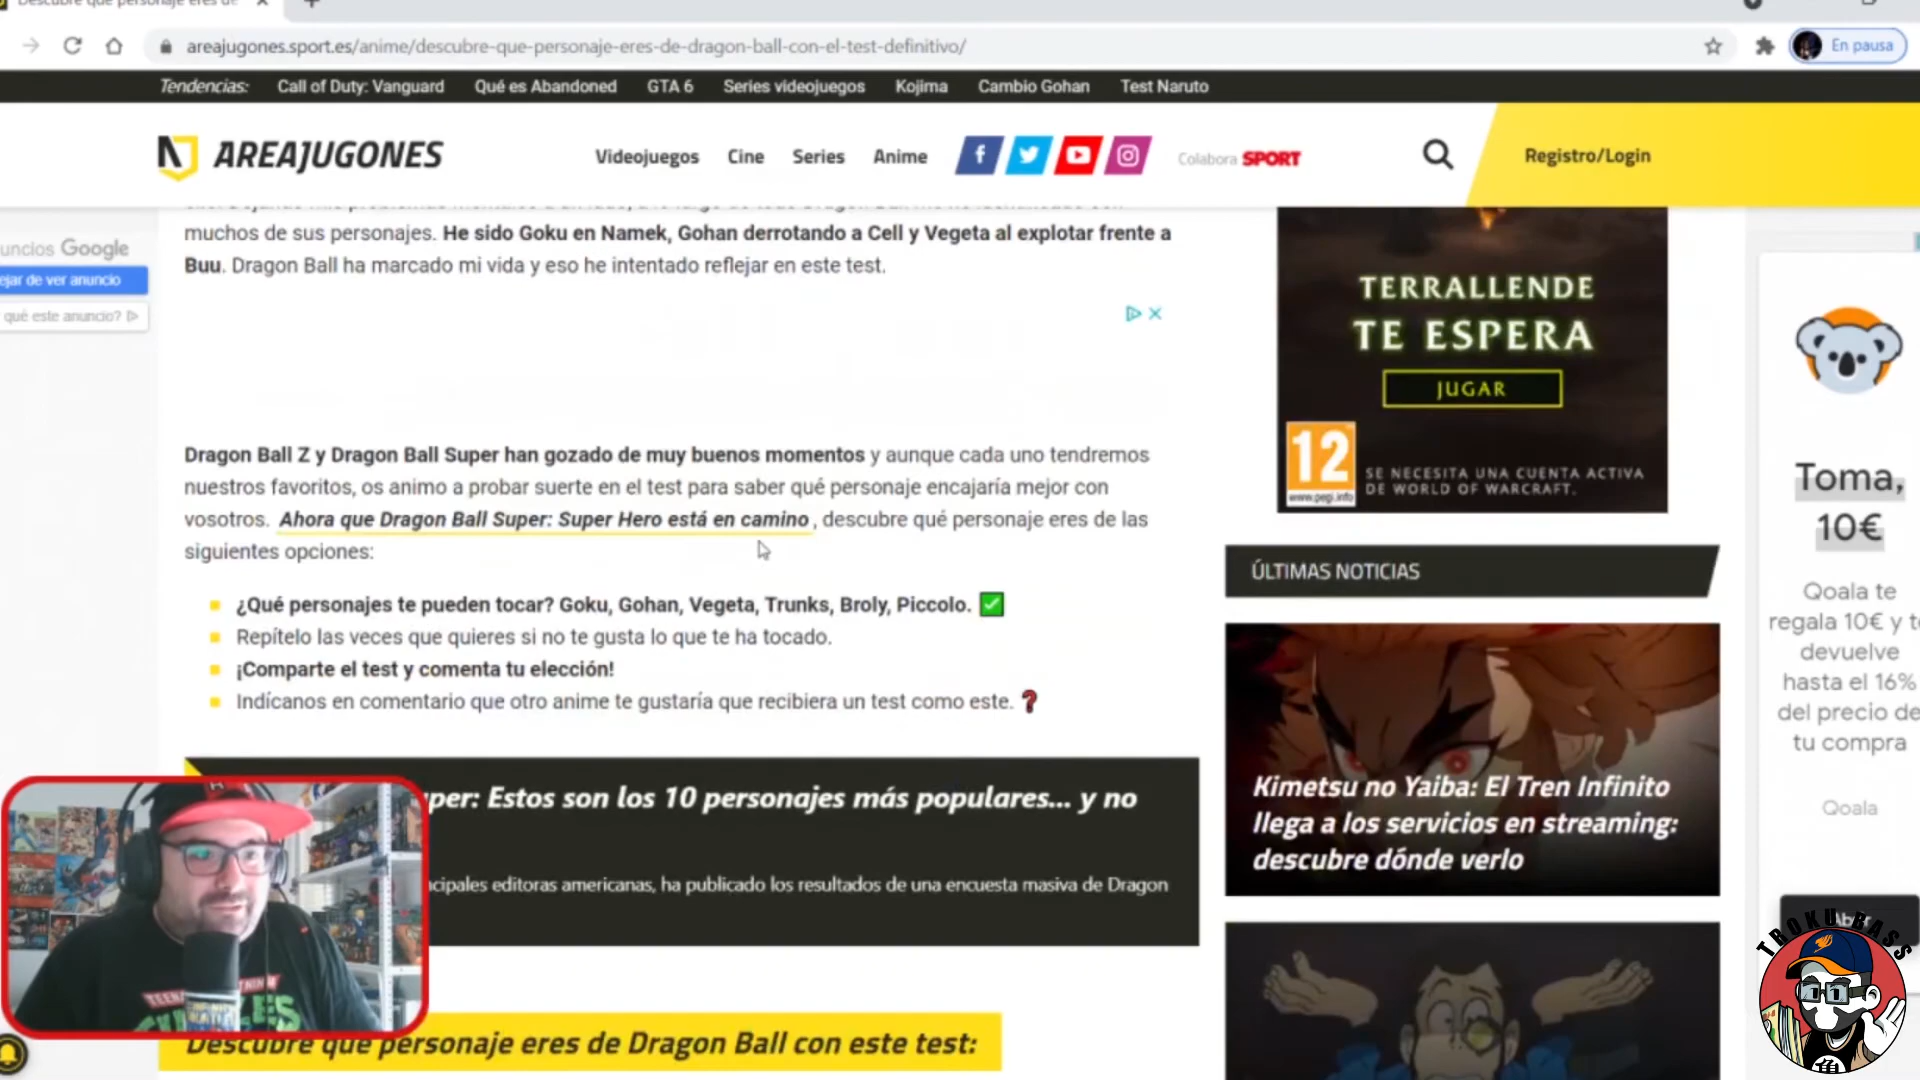 En pausa
areajugones.sport.es/anime/descubre-que-personaje-eres-de-dragon-ball-con-el-test-definitivo/
Tendencias: Call of Duty: Vanguard Qué es Abandoned GTA 6 Series videojuegos Kojima Cambio Gohan Test Naruto
AREAJUGONES Videojuegos Cine Series Anime Colabora SPORT Registro/Login
muchos de sus personajes. He sido Goku en Namek, Gohan derrotando a Cell y Vegeta al explotar frente a
Buu. Dragon Ball ha marcado mi vida y eso he intentado reflejar en este test.
Google
ejar de ver anuncio
qué este anuncio?
Dragon Ball Z y Dragon Ball Super han gozado de muy buenos momentos y aunque cada uno tendremos
nuestros favoritos, os animo a probar suerte en el test para saber qué personaje encajaría mejor con
vosotros. Ahora que Dragon Ball Super: Super Hero está en camino, descubre qué personaje eres de las
siguientes opciones:
¿Qué personajes te pueden tocar? Goku, Gohan, Vegeta, Trunks, Broly, Piccolo. ✅
Repítelo las veces que quieres si no te gusta lo que te ha tocado.
¡Comparte el test y comenta tu elección!
Indícanos en comentario que otro anime te gustaría que recibiera un test como este. ❓
per: Estos son los 10 personajes más populares... y no
cipales editoras americanas, ha publicado los resultados de una encuesta masiva de Dragon
Descubre qué personaje eres de Dragon Ball con este test:
TERRALLENDE
TE ESPERA
JUGAR
12
www.pegi.info
SE NECESITA UNA CUENTA ACTIVA
DE WORLD OF WARCRAFT.
ÚLTIMAS NOTICIAS
Kimetsu no Yaiba: El Tren Infinito
llega a los servicios en streaming:
descubre dónde verlo
Toma,
10€
Qoala te
regala 10€ y t
devuelve
hasta el 16%
del precio de
tu compra
Qoala
TROKU BASS